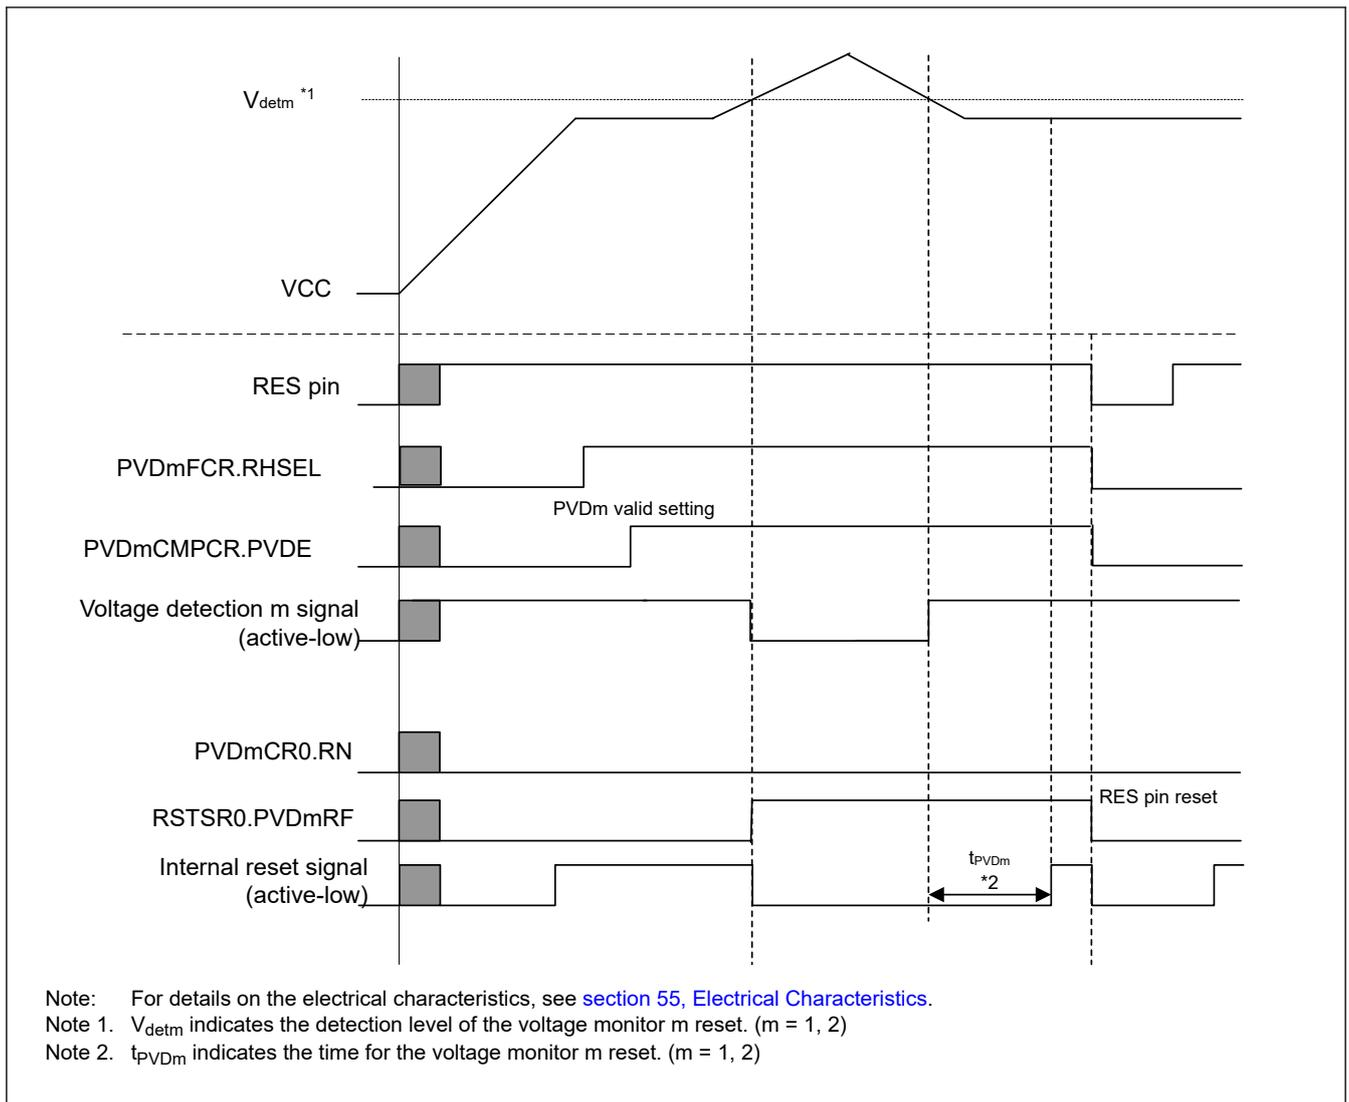 Vdetm *1
VCC
RES pin
PVDmFCR.RHSEL
PVDm valid setting
PVDmCMPCR.PVDE
Voltage detection m signal
(active-low)
PVDmCR0.RN
RES pin reset
RSTSR0.PVDmRF
Internal reset signal
(active-low)
tPVDm
*2
Note: For details on the electrical characteristics, see section 55, Electrical Characteristics.
Note 1. Vdetm indicates the detection level of the voltage monitor m reset. (m = 1, 2)
Note 2. tPVDm indicates the time for the voltage monitor m reset. (m = 1, 2)